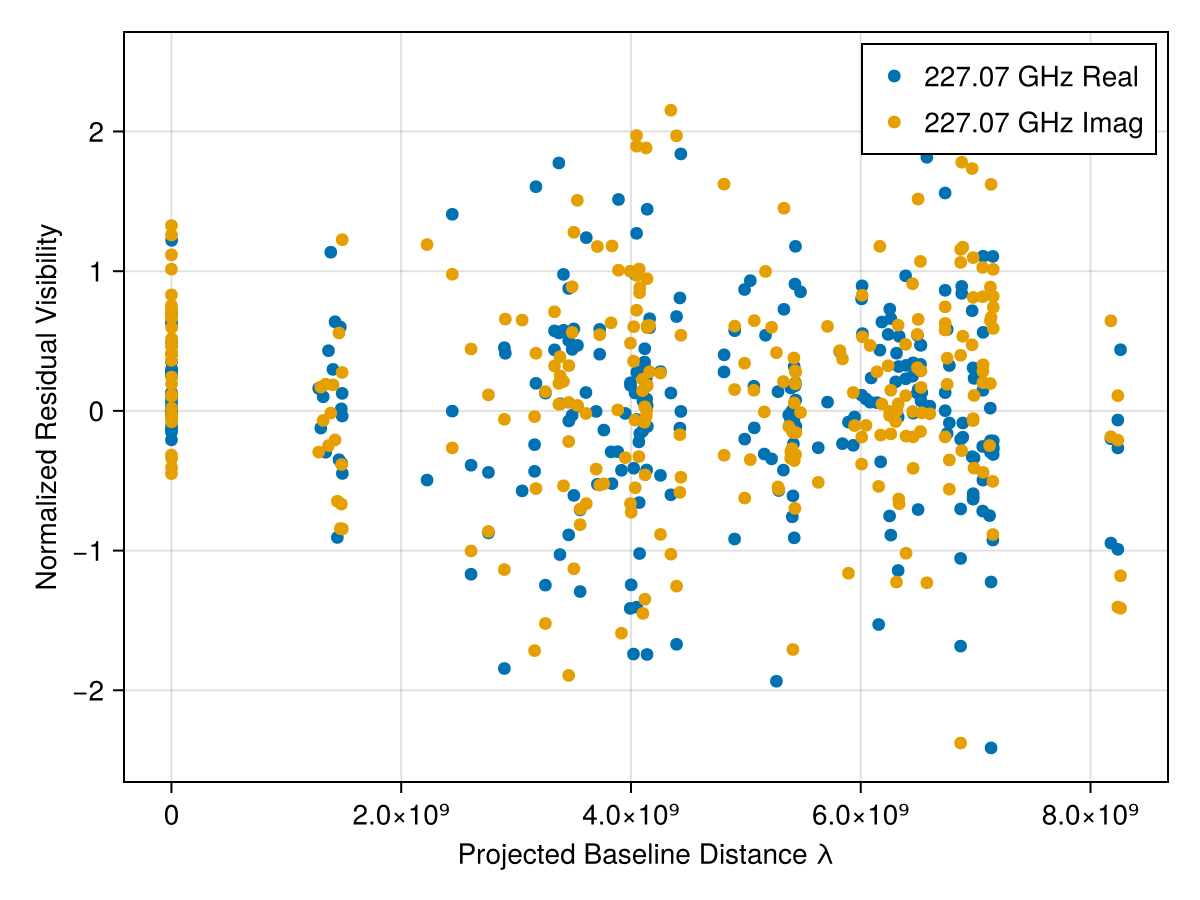 227.07 GHz Real
227.07 GHz Imag
2
1
0
−1
−2
Normalized Residual Visibility
0
2.0×10⁹
4.0×10⁹
6.0×10⁹
8.0×10⁹
Projected Baseline Distance λ